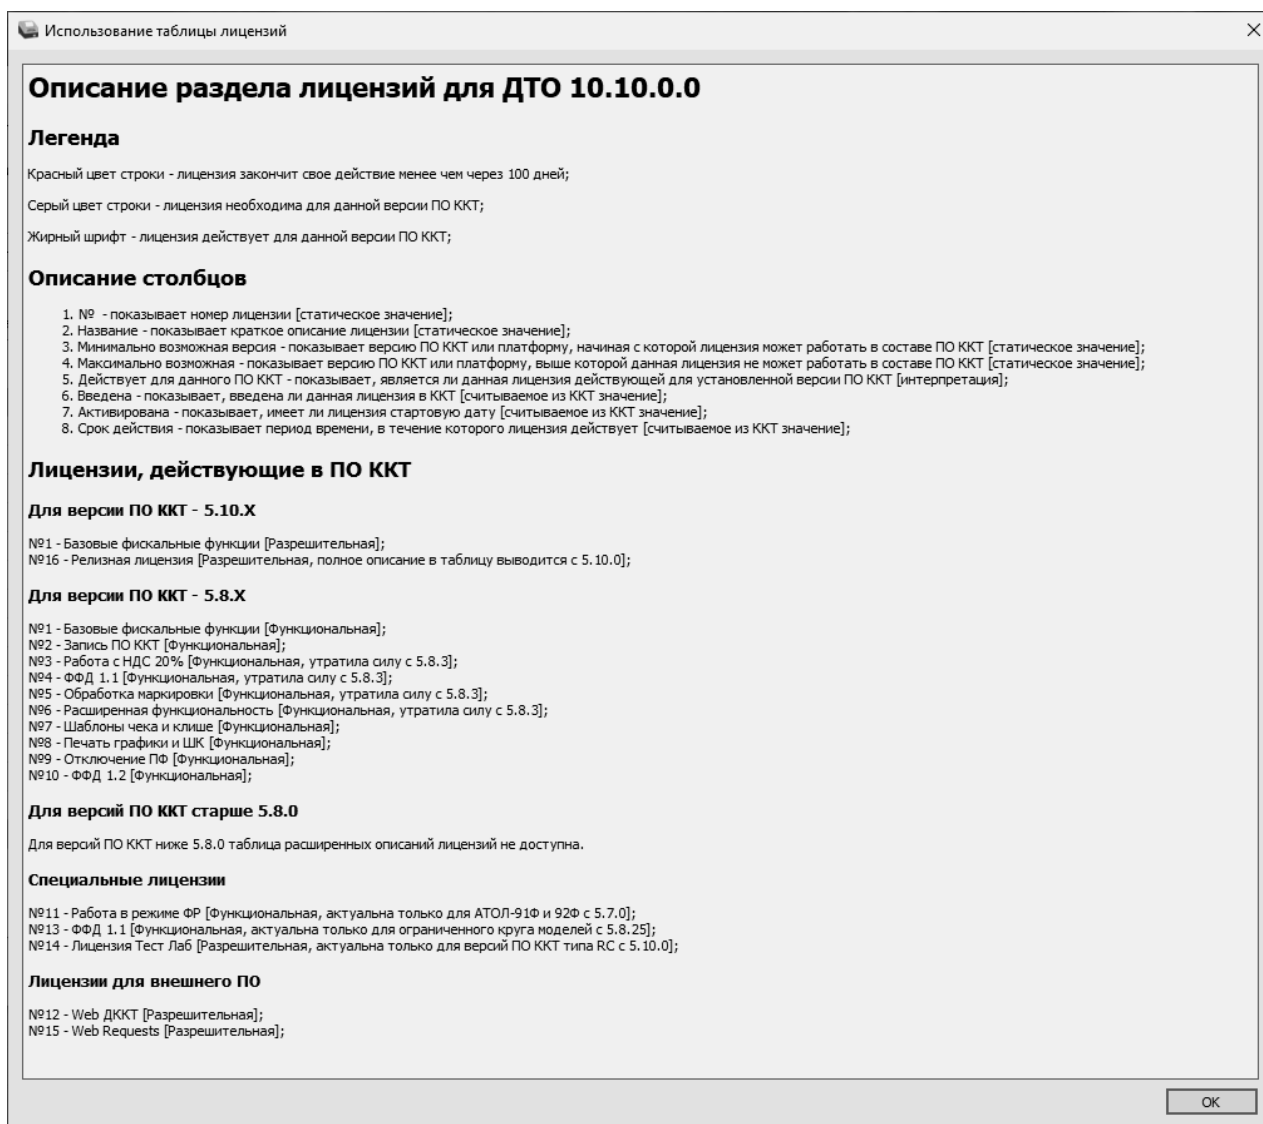 Использование таблицы лицензий
Описание раздела лицензий для ДТО 10.10.0.0
Легенда
Красный цвет строки - лицензия закончит свое действие менее чем через 100 дней;
Серый цвет строки - лицензия необходима для данной версии ПО ККТ;
Жирный шрифт - лицензия действует для данной версии ПО ККТ;
Описание столбцов
1. № - показывает номер лицензии [статическое значение];
2. Название - показывает краткое описание лицензии [статическое значение];
3. Минимально возможная версия - показывает версию ПО ККТ или платформу, начиная с которой лицензия может работать в составе ПО ККТ [статическое значение];
4. Максимально возможная - показывает версию ПО ККТ или платформу, выше которой данная лицензия не может работать в составе ПО ККТ [статическое значение];
5. Действует для данного ПО ККТ - показывает, является ли данная лицензия действующей для установленной версии ПО ККТ [интерпретация];
6. Введена - показывает, введена ли данная лицензия в ККТ [считываемое из ККТ значение];
7. Активирована - показывает, имеет ли лицензия стартовую дату [считываемое из ККТ значение];
8. Срок действия - показывает период времени, в течение которого лицензия действует [считываемое из ККТ значение];
Лицензии, действующие в ПО ККТ
Для версии ПО ККТ - 5.10.X
№1 - Базовые фискальные функции [Разрешительная];
№16 - Релизная лицензия [Разрешительная, полное описание в таблицу выводится с 5.10.0];
Для версии ПО ККТ - 5.8.X
№1 - Базовые фискальные функции [Функциональная];
№2 - Запись ПО ККТ [Функциональная];
№3 - Работа с НДС 20% [Функциональная, утратила силу с 5.8.3];
№4 - ФФД 1.1 [Функциональная, утратила силу с 5.8.3];
№5 - Обработка маркировки [Функциональная, утратила силу с 5.8.3];
№6 - Расширенная функциональность [Функциональная, утратила силу с 5.8.3];
№7 - Шаблоны чека и клише [Функциональная];
№8 - Печать графики и ШК [Функциональная];
№9 - Отключение ПФ [Функциональная];
№10 - ФФД 1.2 [Функциональная];
Для версий ПО ККТ старше 5.8.0
Для версий ПО ККТ ниже 5.8.0 таблица расширенных описаний лицензий не доступна.
Специальные лицензии
№11 - Работа в режиме ФР [Функциональная, актуальна только для АТОЛ-91Ф и 92Ф с 5.7.0];
№13 - ФФД 1.1 [Функциональная, актуальна только для ограниченного круга моделей с 5.8.25];
№14 - Лицензия Тест Лаб [Разрешительная, актуальна только для версий ПО ККТ типа RC с 5.10.0];
Лицензии для внешнего ПО
№12 - Web ДККТ [Разрешительная];
№15 - Web Requests [Разрешительная];
ОК